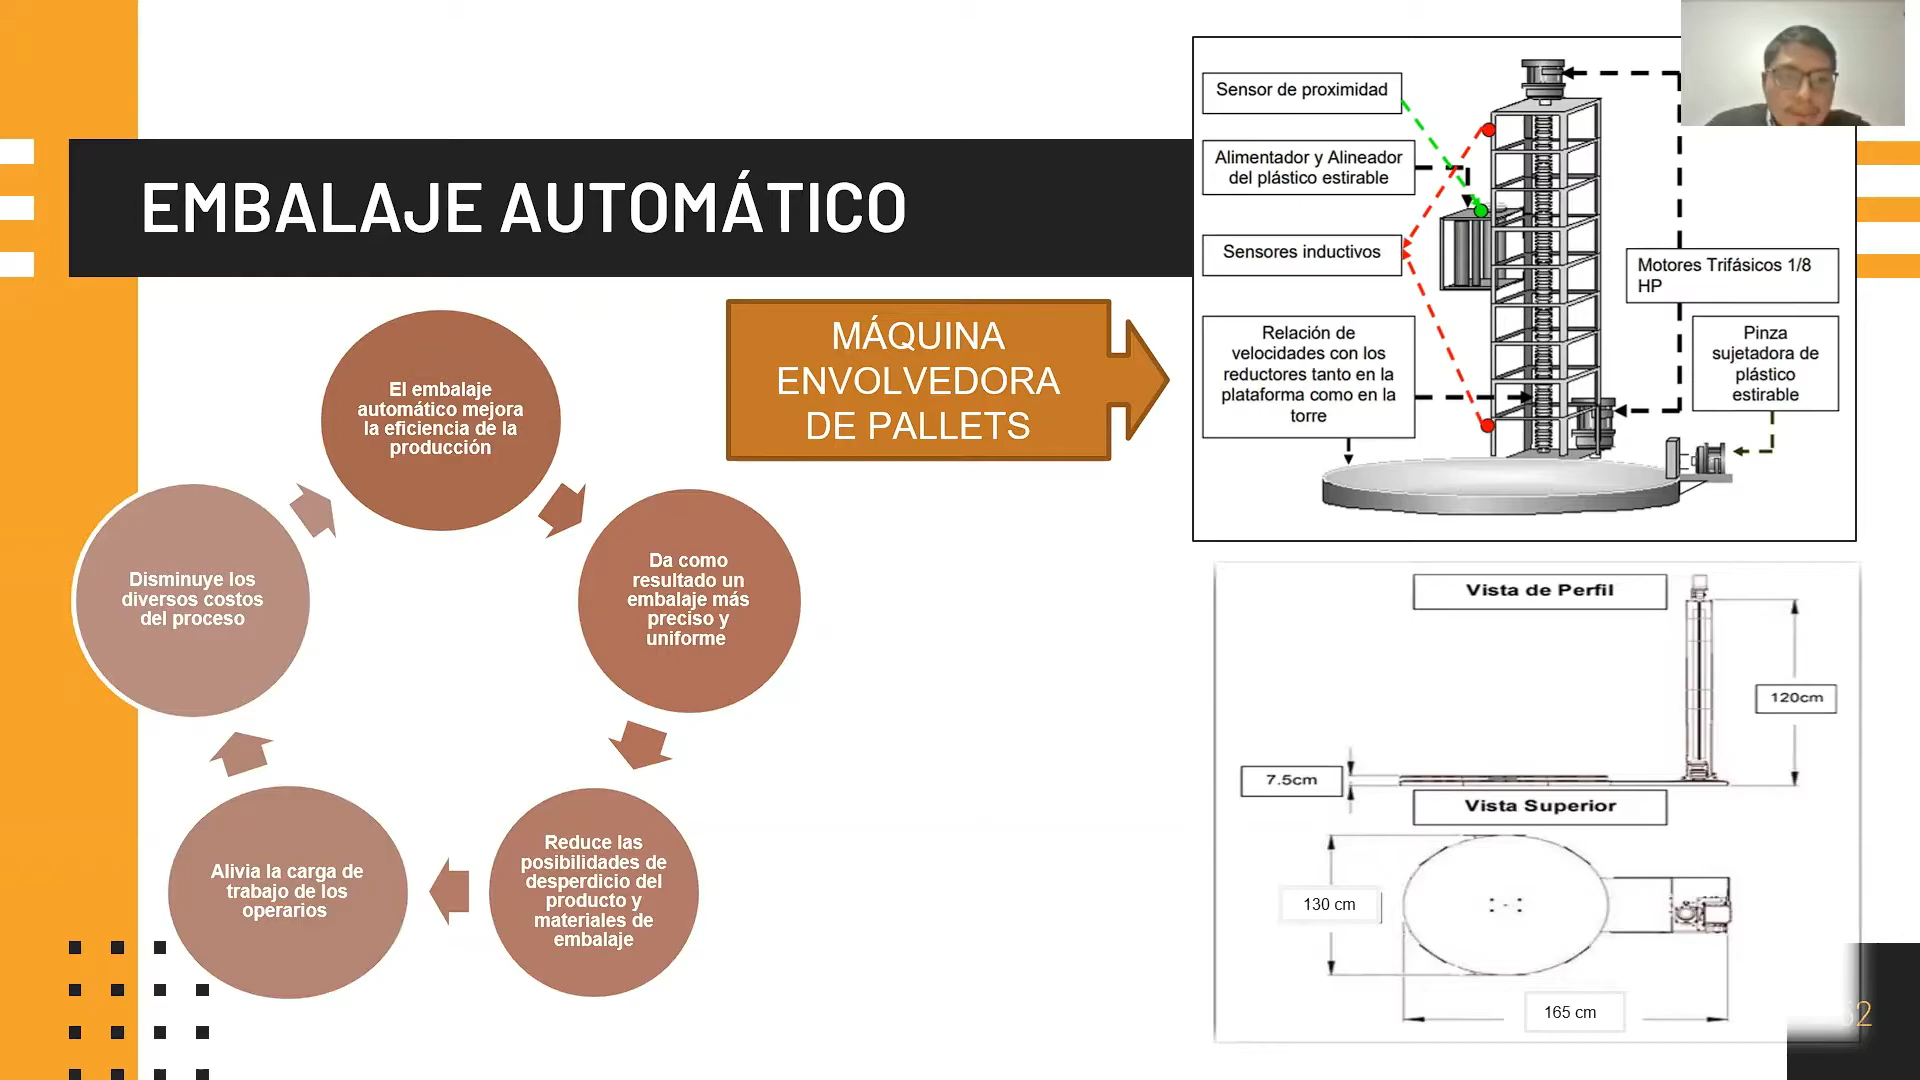 EMBALAJE AUTOMÁTICO
El embalaje
automático mejora
la eficiencia de la
producción
Da como
resultado un
embalaje más
preciso y
uniforme
Reduce las
posibilidades de
desperdicio del
producto y
materiales de
embalaje
Alivia la carga de
trabajo de los
operarios
Disminuye los
diversos costos
del proceso
MÁQUINA
ENVOLVEDORA
DE PALLETS
Sensor de proximidad
Alimentador y Alineador
del plástico estirable
Sensores inductivos
Relación de
velocidades con los
reductores tanto en la
plataforma como en la
torre
Motores Trifásicos 1/8
HP
Pinza
sujetadora de
plástico
estirable
Vista de Perfil
120cm
7.5cm
Vista Superior
130 cm
165 cm